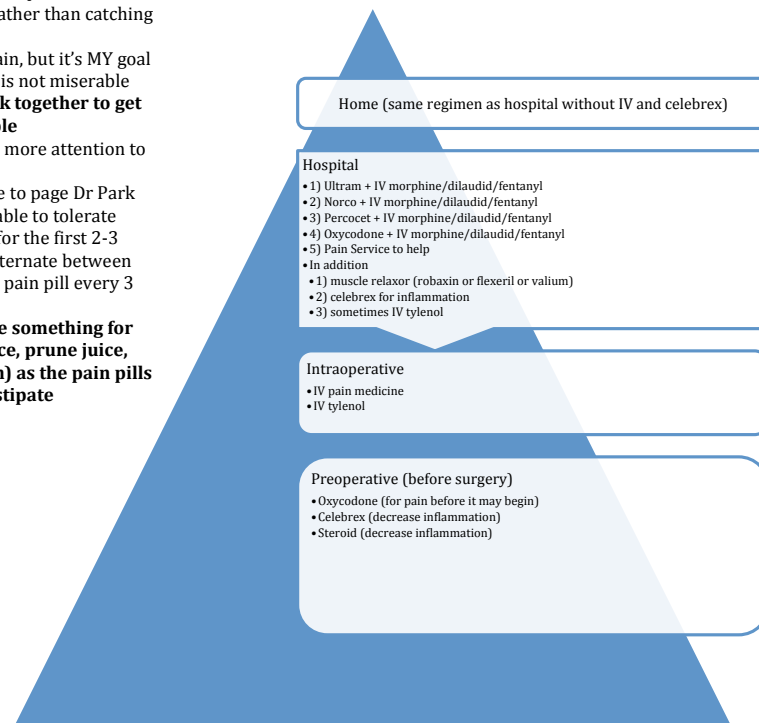 ather than catching
ain, but it's MY goal
is not miserable
k together to get
ble
more attention to
e to page Dr Park
able to tolerate
for the first 2-3
ternate between
pain pill every 3
e something for
ce, prune juice,
n) as the pain pills
stipate
Home (same regimen as hospital without IV and celebrex)
Hospital
• 1) Ultram + IV morphine/dilaudid/fentanyl
• 2) Norco + IV morphine/dilaudid/fentanyl
• 3) Percocet + IV morphine/dilaudid/fentanyl
• 4) Oxycodone + IV morphine/dilaudid/fentanyl
• 5) Pain Service to help
• In addition
• 1) muscle relaxor (robaxin or flexeril or valium)
• 2) celebrex for inflammation
• 3) sometimes IV tylenol
Intraoperative
• IV pain medicine
• IV tylenol
Preoperative (before surgery)
• Oxycodone (for pain before it may begin)
• Celebrex (decrease inflammation)
• Steroid (decrease inflammation)